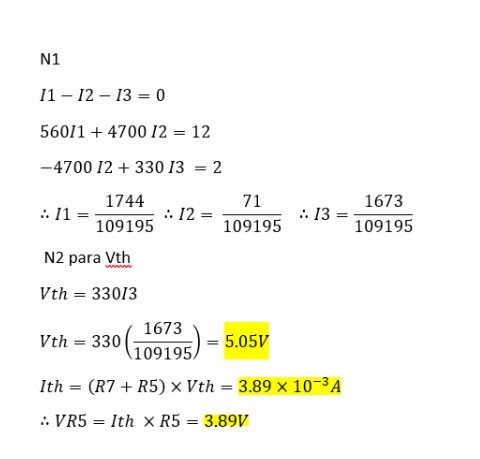 N1
I1 − I2 − I3 = 0
560I1 + 4700 I2 = 12
−4700 I2 + 330 I3 = 2
∴ I1 = 1744/109195 ∴ I2 = 71/109195 ∴ I3 = 1673/109195
N2 para Vth
Vth = 330I3
Vth = 330(1673/109195) = 5.05V
Ith = (R7 + R5) × Vth = 3.89 × 10⁻³A
∴ VR5 = Ith × R5 = 3.89V